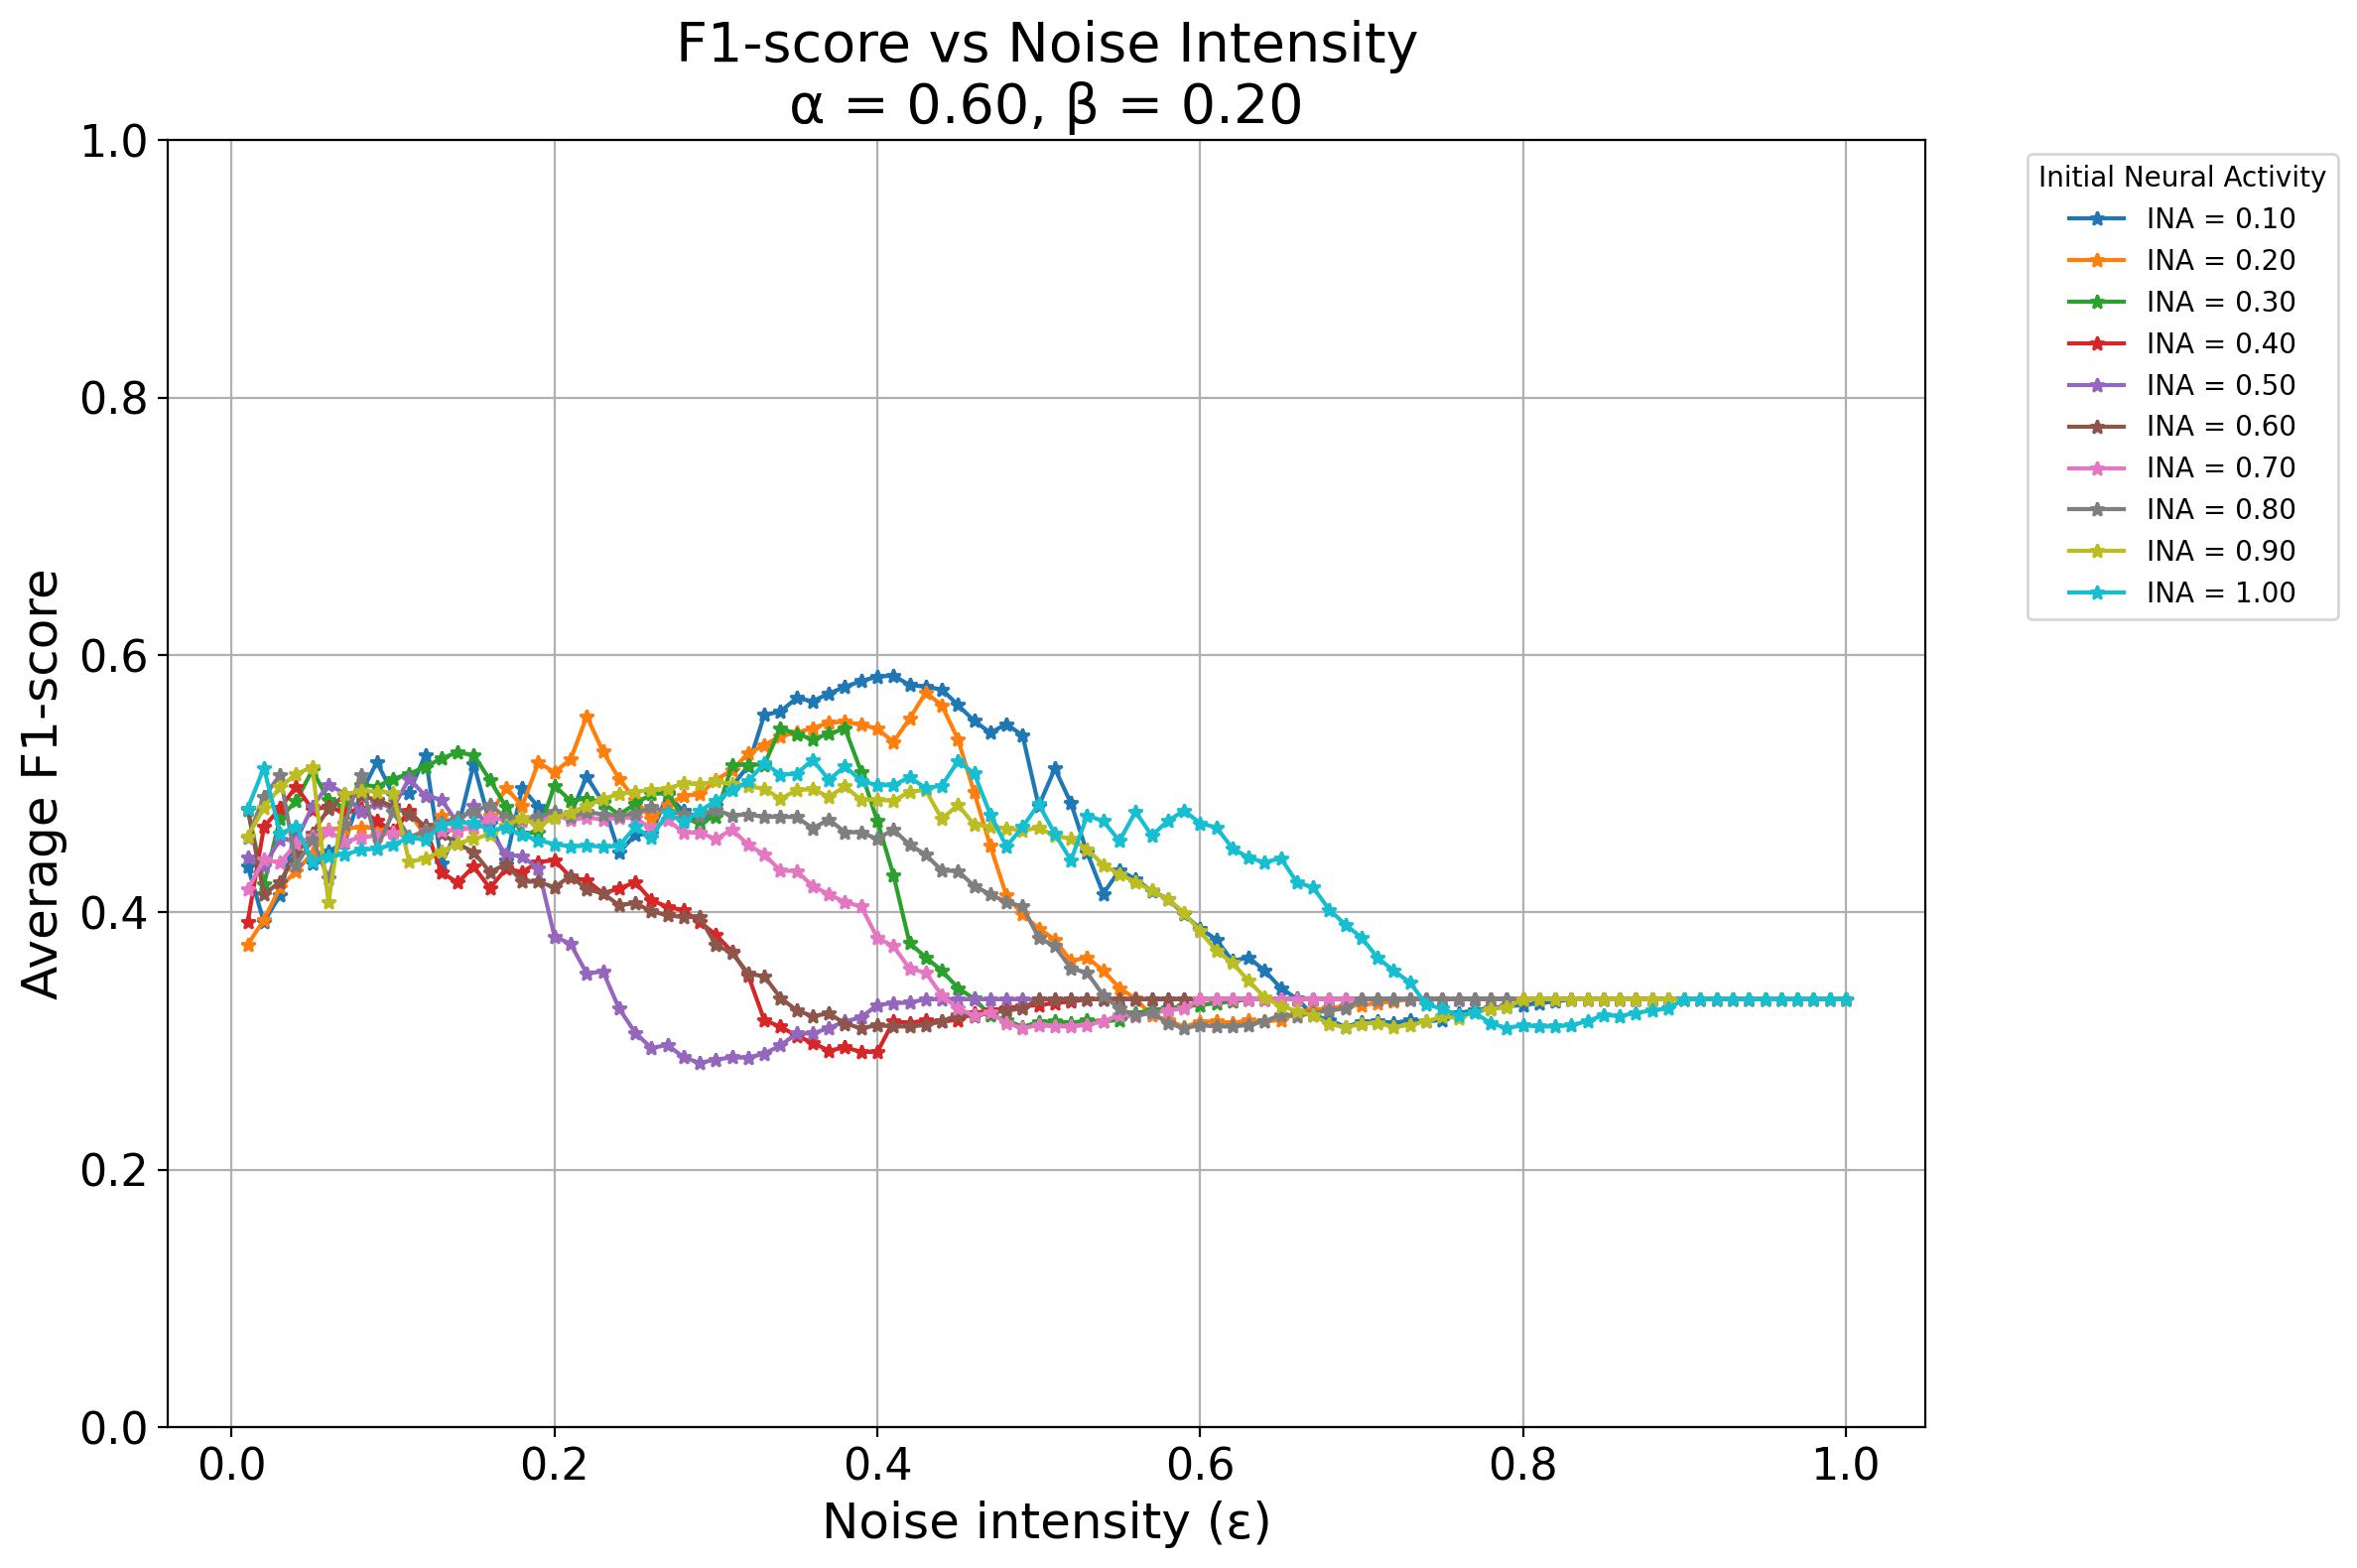 F1-score vs Noise Intensity
α = 0.60, β = 0.20
1.0
0.8
0.6
0.4
0.2
0.0
Average F1-score
0.0 0.2 0.4 0.6 0.8 1.0
Noise intensity (ε)
Initial Neural Activity
INA = 0.10
INA = 0.20
INA = 0.30
INA = 0.40
INA = 0.50
INA = 0.60
INA = 0.70
INA = 0.80
INA = 0.90
INA = 1.00